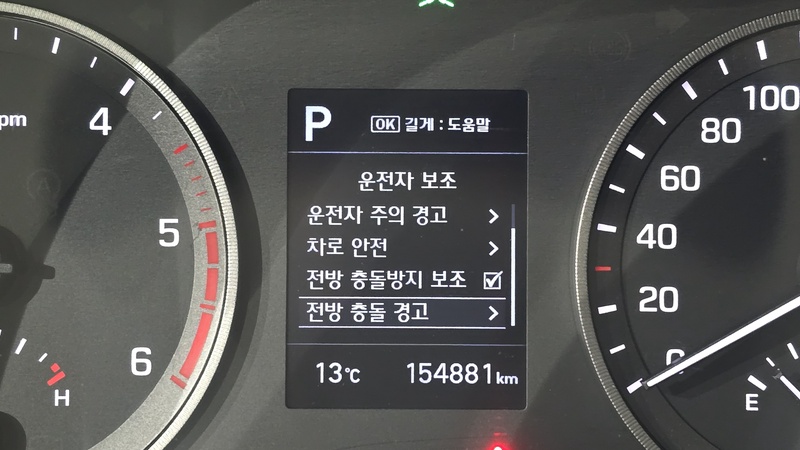 P OK 길게 : 도움말
운전자 보조
운전자 주의 경고
차로 안전
전방 충돌방지 보조
전방 충돌 경고
13℃ 154881km
pm
4
5
6
H
100
80
60
40
20
0
E